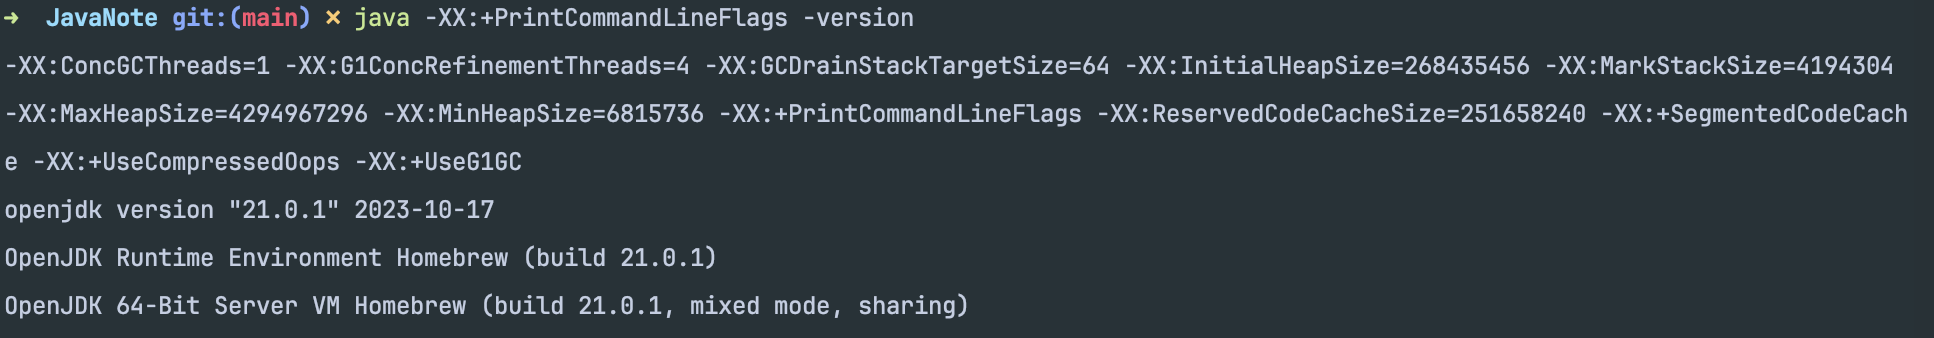 ➜  JavaNote git:(main) ✗ java -XX:+PrintCommandLineFlags -version
-XX:ConcGCThreads=1 -XX:G1ConcRefinementThreads=4 -XX:GCDrainStackTargetSize=64 -XX:InitialHeapSize=268435456 -XX:MarkStackSize=4194304
-XX:MaxHeapSize=4294967296 -XX:MinHeapSize=6815736 -XX:+PrintCommandLineFlags -XX:ReservedCodeCacheSize=251658240 -XX:+SegmentedCodeCach
e -XX:+UseCompressedOops -XX:+UseG1GC
openjdk version "21.0.1" 2023-10-17
OpenJDK Runtime Environment Homebrew (build 21.0.1)
OpenJDK 64-Bit Server VM Homebrew (build 21.0.1, mixed mode, sharing)